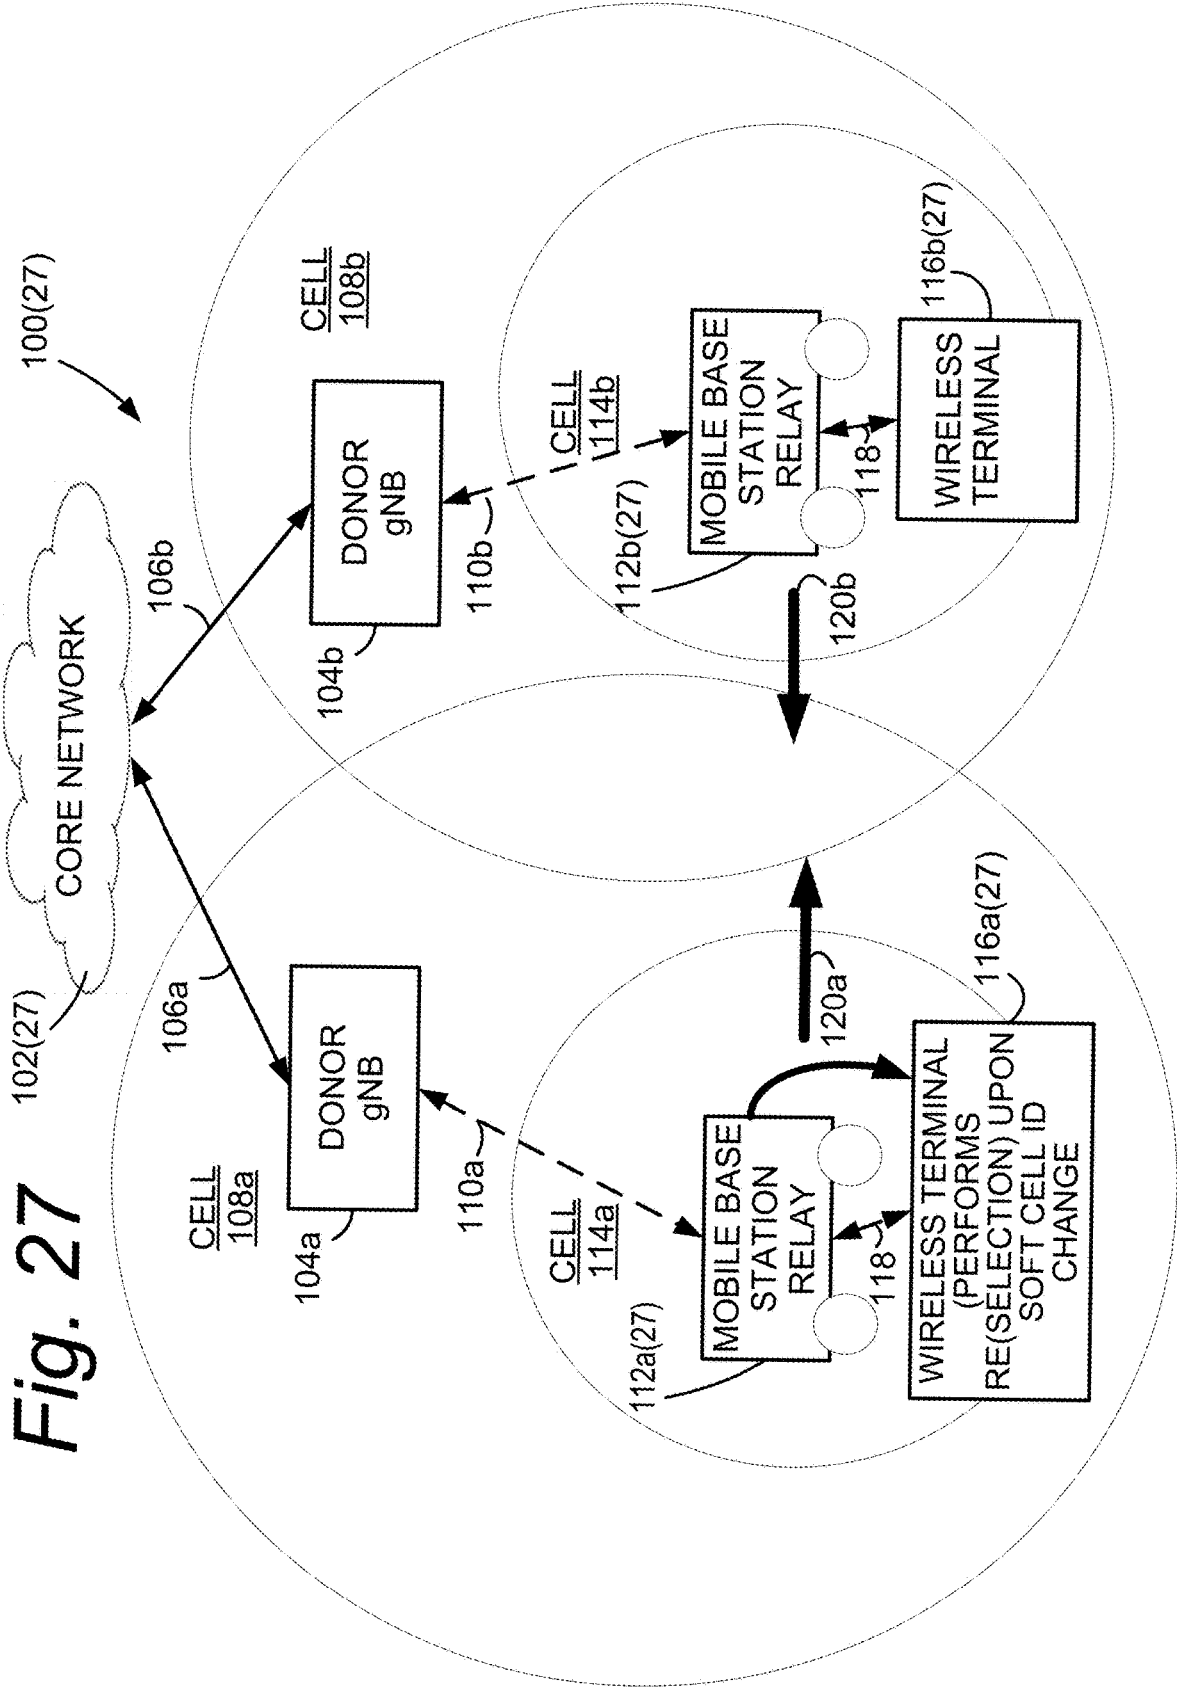 Fig. 27
100(27)
102(27)
CORE NETWORK
106a
106b
CELL
108a
CELL
108b
DONOR
gNB
104a
DONOR
gNB
104b
110a
110b
CELL
114a
CELL
114b
112a(27)
MOBILE BASE
STATION
RELAY
112b(27)
MOBILE BASE
STATION
RELAY
120a
120b
118
118
WIRELESS TERMINAL
(PERFORMS
RE(SELECTION) UPON
SOFT CELL ID
CHANGE
116a(27)
WIRELESS
TERMINAL
116b(27)